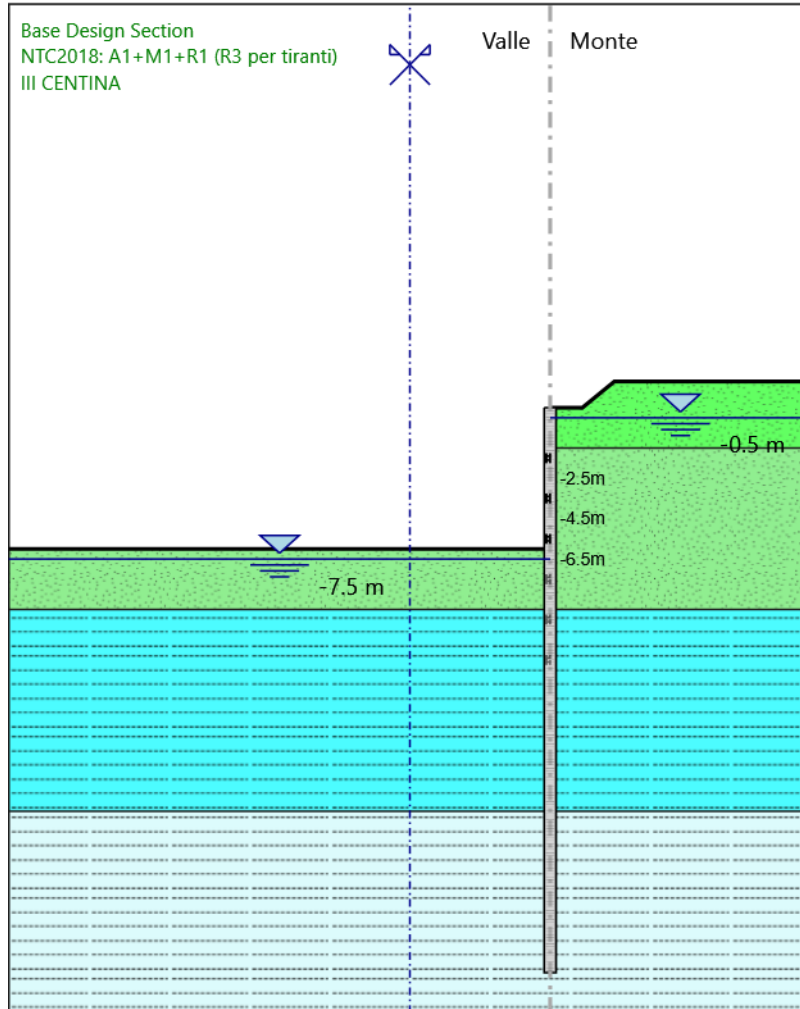 Base Design Section
NTC2018: A1+M1+R1 (R3 per tiranti)
III CENTINA
Valle
Monte
-0.5 m
-2.5m
-4.5m
-6.5m
-7.5 m